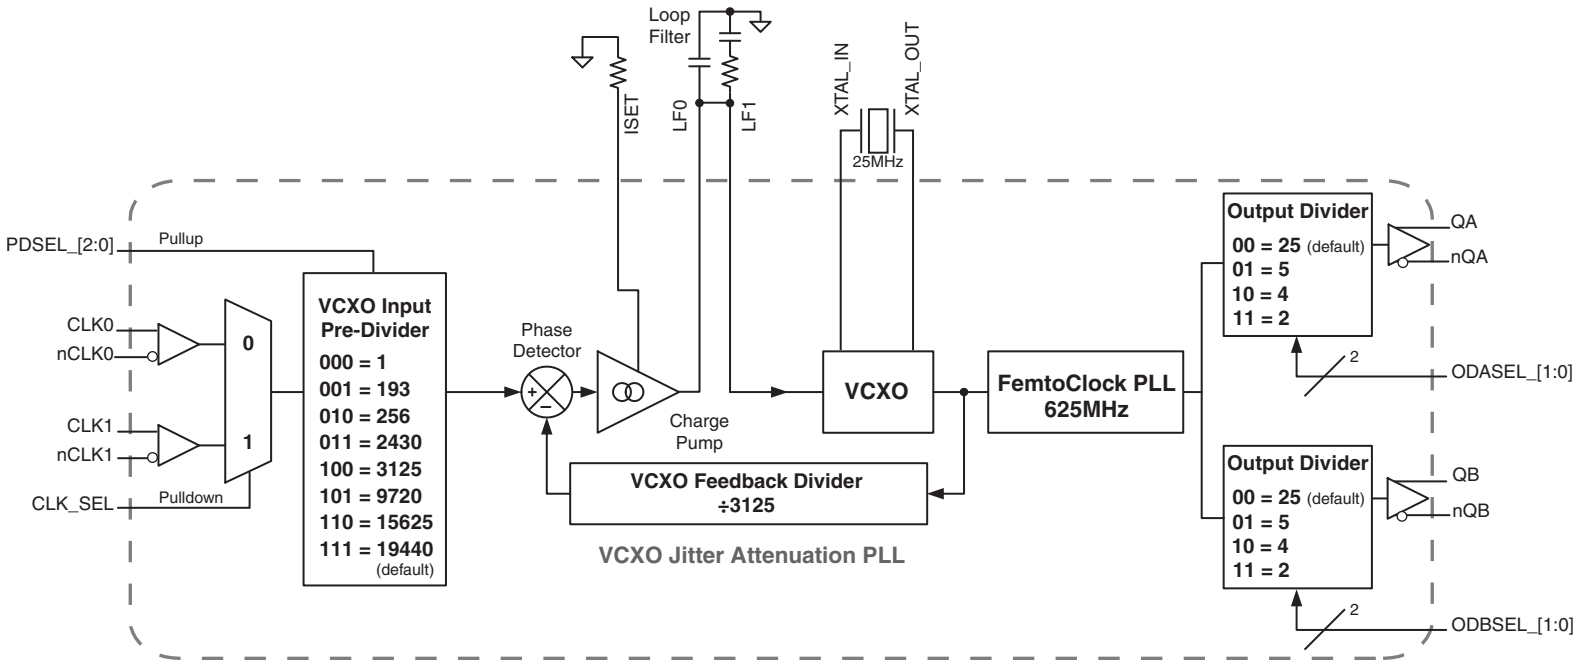 Loop
Filter
ISET
LF0
LF1
XTAL_IN
XTAL_OUT
25MHz
PDSEL_[2:0]
Pullup
CLK0
nCLK0
CLK1
nCLK1
CLK_SEL
Pulldown
0
1
VCXO Input
Pre-Divider
000 = 1
001 = 193
010 = 256
011 = 2430
100 = 3125
101 = 9720
110 = 15625
111 = 19440
(default)
Phase
Detector
+
−
Charge
Pump
VCXO
VCXO Feedback Divider
÷3125
VCXO Jitter Attenuation PLL
FemtoClock PLL
625MHz
Output Divider
00 = 25 (default)
01 = 5
10 = 4
11 = 2
QA
nQA
2
ODASEL_[1:0]
Output Divider
00 = 25 (default)
01 = 5
10 = 4
11 = 2
QB
nQB
2
ODBSEL_[1:0]